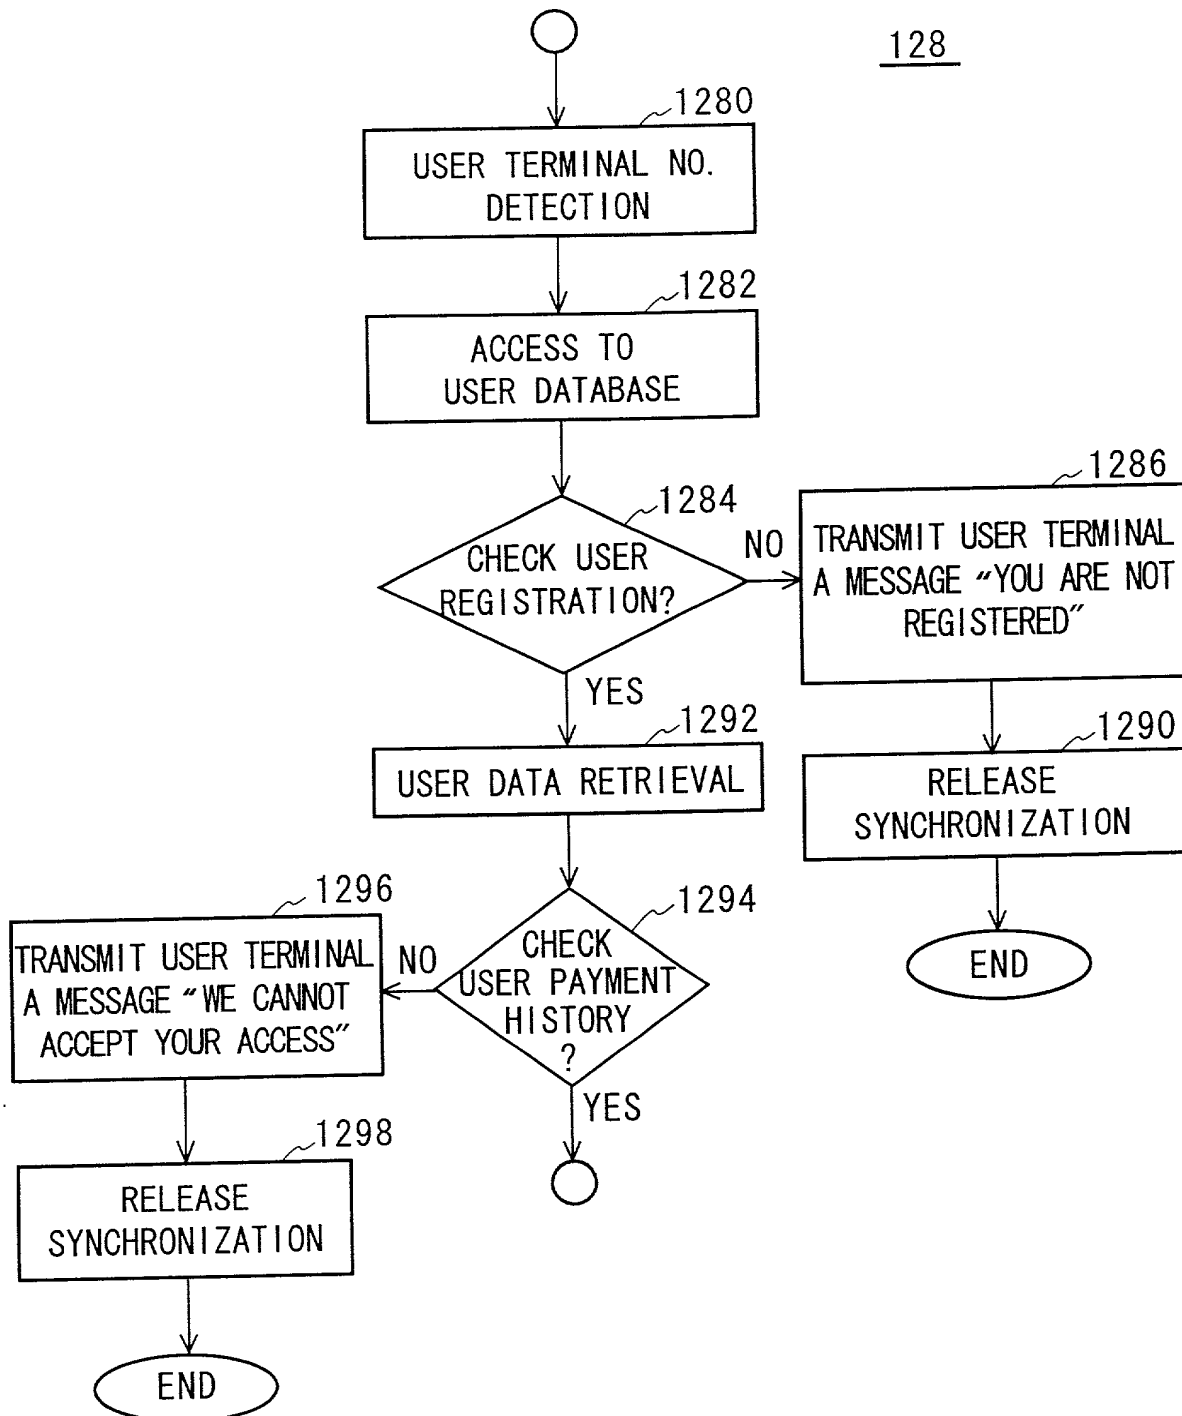 128
1280
USER TERMINAL NO.
DETECTION
1282
ACCESS TO
USER DATABASE
1284
CHECK USER
REGISTRATION?
NO
YES
1286
TRANSMIT USER TERMINAL
A MESSAGE "YOU ARE NOT
REGISTERED"
1290
RELEASE
SYNCHRONIZATION
END
1292
USER DATA RETRIEVAL
1294
CHECK
USER PAYMENT
HISTORY
?
NO
YES
1296
TRANSMIT USER TERMINAL
A MESSAGE "WE CANNOT
ACCEPT YOUR ACCESS"
1298
RELEASE
SYNCHRONIZATION
END